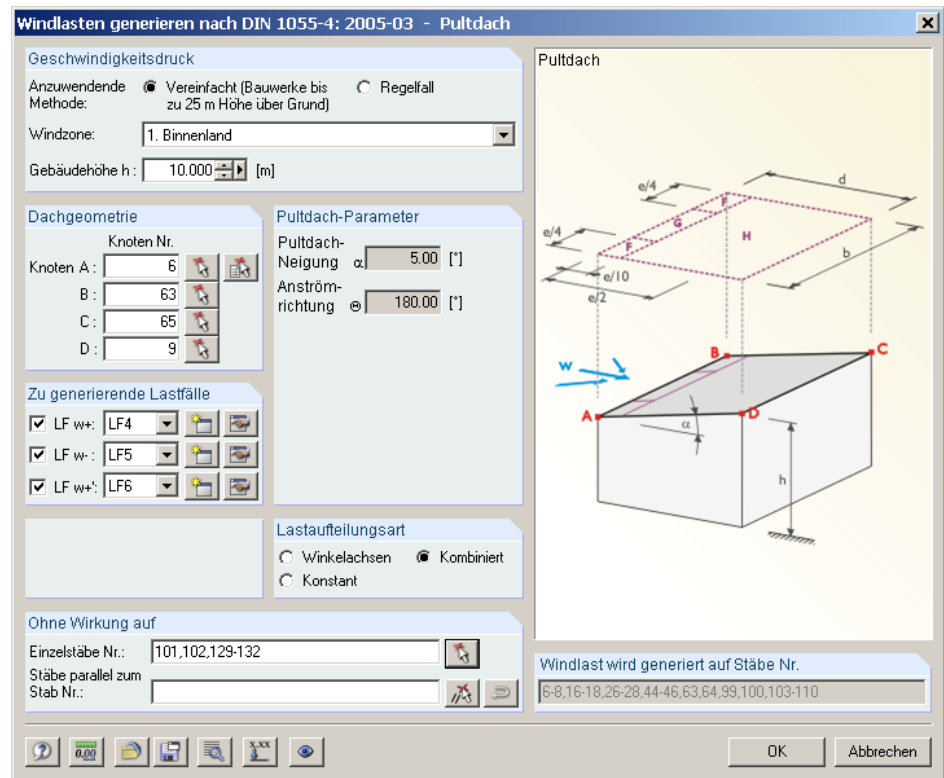 Windlasten generieren nach DIN 1055-4: 2005-03 - Pultdach
Geschwindigkeitsdruck
Anzuwendende Methode:
Vereinfacht (Bauwerke bis zu 25 m Höhe über Grund)
Regelfall
Windzone:
1. Binnenland
Gebäudehöhe h :
10.000
[m]
Dachgeometrie
Knoten Nr.
Knoten A : 6
B : 63
C : 65
D : 9
Pultdach-Parameter
Pultdach-
Neigung α 5.00 [°]
Anström-
richtung Θ 180.00 [°]
Zu generierende Lastfälle
LF w+: LF4
LF w- : LF5
LF w+': LF6
Lastaufteilungsart
Winkelachsen
Kombiniert
Konstant
Ohne Wirkung auf
Einzelstäbe Nr.: 101,102,129-132
Stäbe parallel zum
Stab Nr.:
Pultdach
e/4
d
F
G
e/4
H
F
b
e/10
e/2
B
C
w
A
D
α
h
Windlast wird generiert auf Stäbe Nr.
6-8,16-18,26-28,44-46,63,64,99,100,103-110
0.00
x.xx
OK
Abbrechen